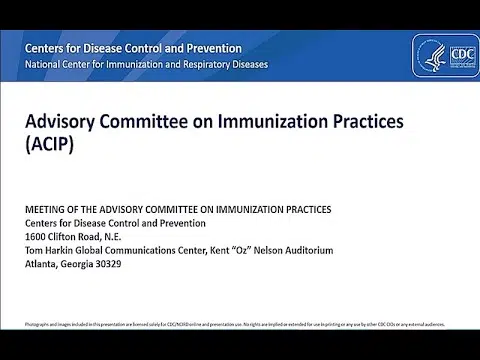 Centers for Disease Control and Prevention
National Center for Immunization and Respiratory Diseases
CDC
Advisory Committee on Immunization Practices
(ACIP)
MEETING OF THE ADVISORY COMMITTEE ON IMMUNIZATION PRACTICES
Centers for Disease Control and Prevention
1600 Clifton Road, N.E.
Tom Harkin Global Communications Center, Kent “Oz” Nelson Auditorium
Atlanta, Georgia 30329
Photographs and images included in this presentation are licensed solely for CDC/NCIRD online and presentation use. No rights are implied or extended for use in printing or any use by other CDC CIOs or any external audiences.